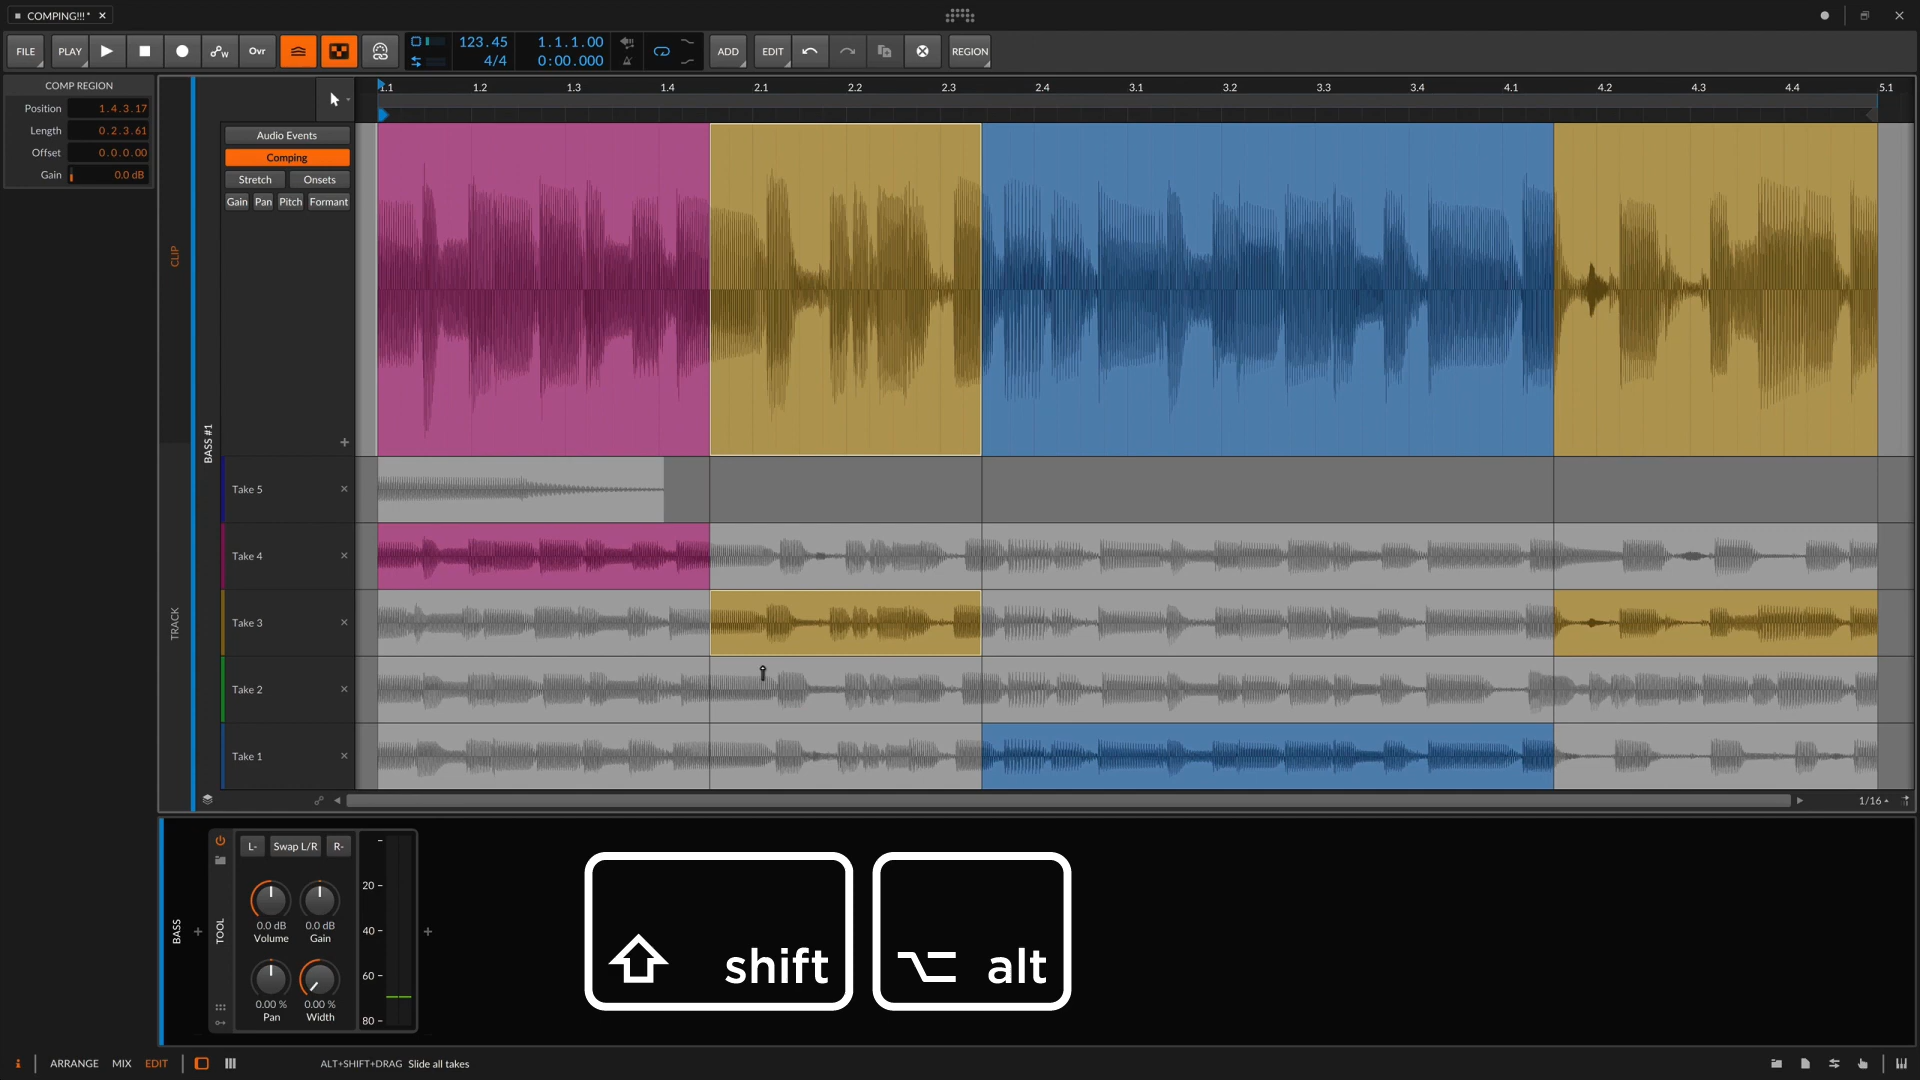 COMPING!!! *
FILE
PLAY
Ovr
123.45
4/4
1.1.1.00
0:00.000
ADD
EDIT
REGION
COMP REGION
Position 1.4.3.17
Length 0.2.3.61
Offset 0.0.0.00
Gain 0.0 dB
1.1 1.2 1.3 1.4 2.1 2.2 2.3 2.4 3.1 3.2 3.3 3.4 4.1 4.2 4.3 4.4 5.1
Audio Events
Comping
Stretch Onsets
Gain Pan Pitch Formant
CLIP
TRACK
BASS #1
Take 5
Take 4
Take 3
Take 2
Take 1
1/16
BASS
TOOL
L- Swap L/R R-
0.0 dB 0.0 dB
Volume Gain
0.00 % 0.00 %
Pan Width
20
40
60
80
shift
alt
ARRANGE MIX EDIT
ALT+SHIFT+DRAG Slide all takes